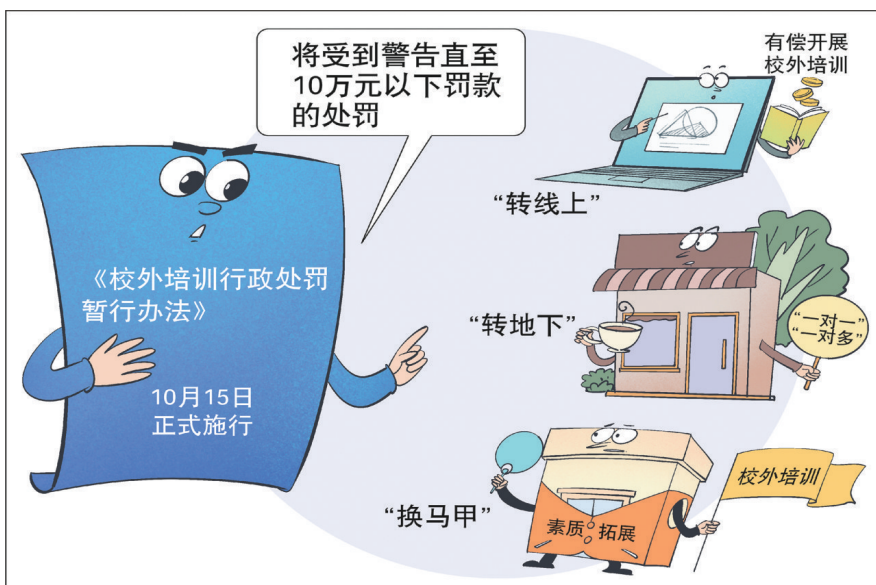 将受到警告直至
10万元以下罚款
的处罚
有偿开展
校外培训
“转线上”
《校外培训行政处罚
暂行办法》
10月15日
正式施行
“转地下”
“一对一”
“一对多”
“换马甲”
素质 拓展
校外培训